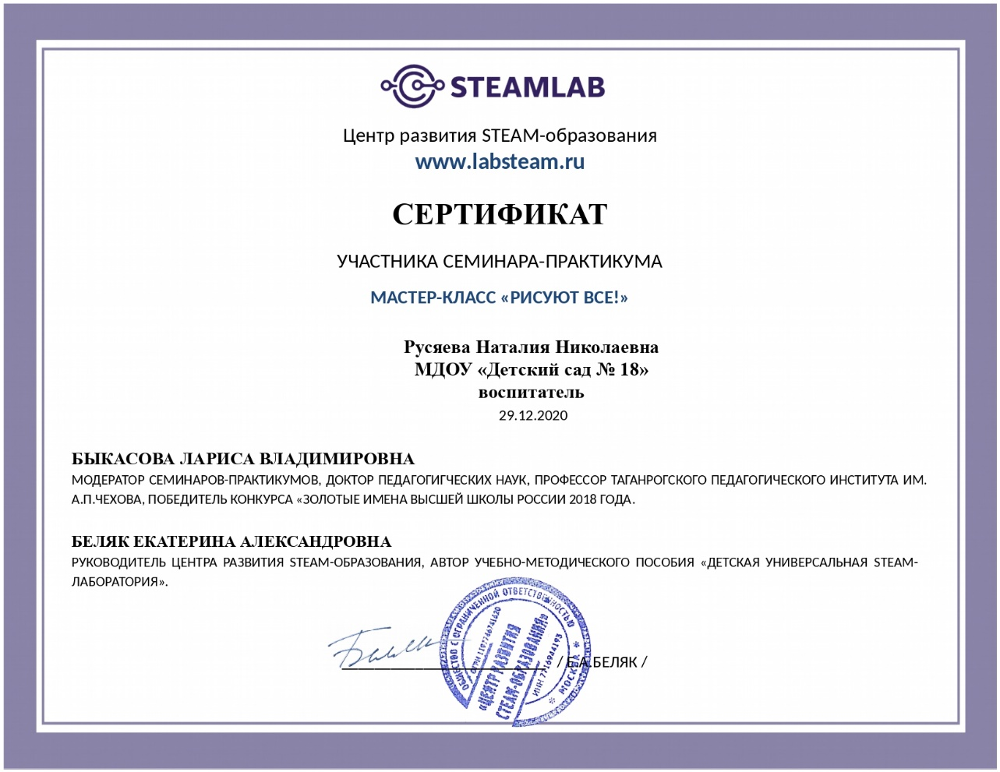 STEAMLAB
Центр развития STEAM-образования
www.labsteam.ru
СЕРТИФИКАТ
УЧАСТНИКА СЕМИНАРА-ПРАКТИКУМА
МАСТЕР-КЛАСС «РИСУЮТ ВСЕ!»
Русяева Наталия Николаевна
МДОУ «Детский сад № 18»
воспитатель
29.12.2020
БЫКАСОВА ЛАРИСА ВЛАДИМИРОВНА
МОДЕРАТОР СЕМИНАРОВ-ПРАКТИКУМОВ, ДОКТОР ПЕДАГОГИГЧЕСКИХ НАУК, ПРОФЕССОР ТАГАНРОГСКОГО ПЕДАГОГИЧЕСКОГО ИНСТИТУТА ИМ.
А.П.ЧЕХОВА, ПОБЕДИТЕЛЬ КОНКУРСА «ЗОЛОТЫЕ ИМЕНА ВЫСШЕЙ ШКОЛЫ РОССИИ 2018 ГОДА.
БЕЛЯК ЕКАТЕРИНА АЛЕКСАНДРОВНА
РУКОВОДИТЕЛЬ ЦЕНТРА РАЗВИТИЯ STEAM-ОБРАЗОВАНИЯ, АВТОР УЧЕБНО-МЕТОДИЧЕСКОГО ПОСОБИЯ «ДЕТСКАЯ УНИВЕРСАЛЬНАЯ STEAM-
ЛАБОРАТОРИЯ».
ОБЩЕСТВО С ОГРАНИЧЕННОЙ ОТВЕТСТВЕННОСТЬЮ
«ЦЕНТР РАЗВИТИЯ
СТЕАМ-ОБРАЗОВАНИЯ»
ИНН 7716944193
МОСКВА
/ Е.А.БЕЛЯК /